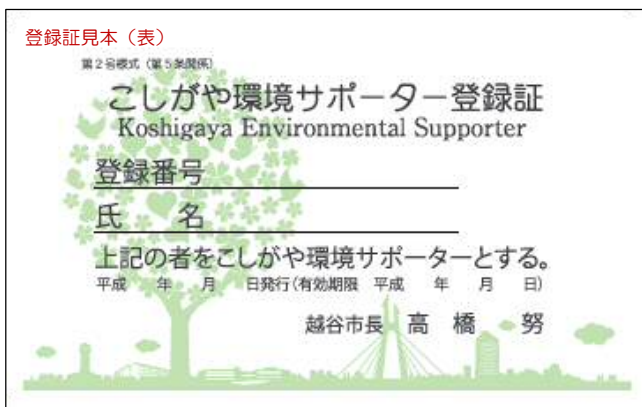 登録証見本（表）
第２号様式（第５条関係）
こしがや環境サポーター登録証
Koshigaya Environmental Supporter
登録番号
氏　　名
上記の者をこしがや環境サポーターとする。
平成　　年　　月　　日発行(有効期限　平成　　年　　月　　日)
越谷市長　高　橋　　努